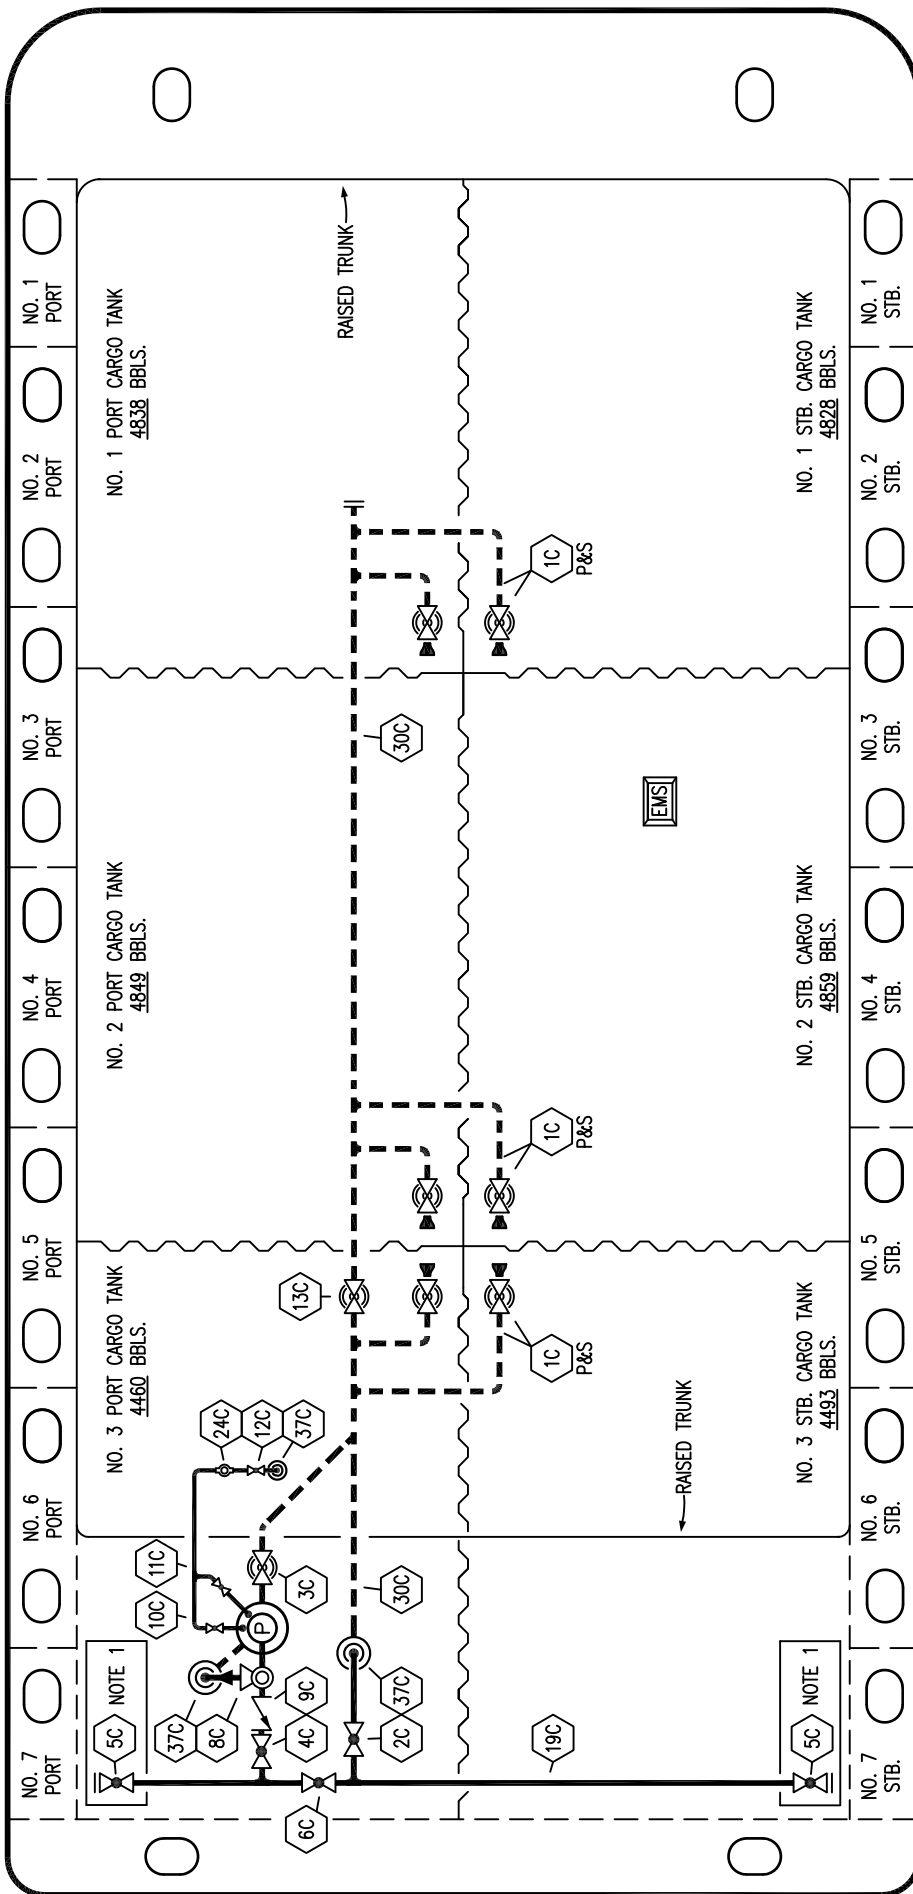 NO. 7
PORT
NO. 6
PORT
NO. 5
PORT
NO. 4
PORT
NO. 3
PORT
NO. 2
PORT
NO. 1
PORT
5C
NOTE 1
NO. 3 PORT CARGO TANK
4460 BBLS.
NO. 2 PORT CARGO TANK
4849 BBLS.
NO. 1 PORT CARGO TANK
4838 BBLS.
10C
11C
24C
12C
37C
37C
8C
P
3C
9C
4C
13C
30C
RAISED TRUNK
6C
2C
37C
30C
1C
P&S
1C
P&S
1C
P&S
19C
EMS
RAISED TRUNK
5C
NOTE 1
NO. 3 STB. CARGO TANK
4493 BBLS.
NO. 2 STB. CARGO TANK
4859 BBLS.
NO. 1 STB. CARGO TANK
4828 BBLS.
NO. 7
STB.
NO. 6
STB.
NO. 5
STB.
NO. 4
STB.
NO. 3
STB.
NO. 2
STB.
NO. 1
STB.